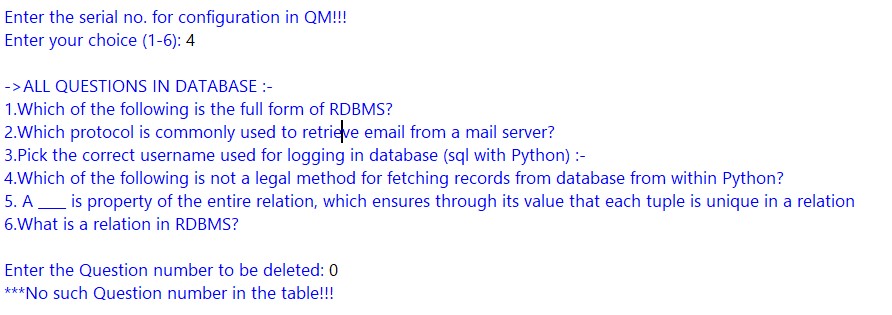 Enter the serial no. for configuration in QM!!!
Enter your choice (1-6): 4
->ALL QUESTIONS IN DATABASE :-
1.Which of the following is the full form of RDBMS?
2.Which protocol is commonly used to retrieve email from a mail server?
3.Pick the correct username used for logging in database (sql with Python) :-
4.Which of the following is not a legal method for fetching records from database from within Python?
5. A ___ is property of the entire relation, which ensures through its value that each tuple is unique in a relation
6.What is a relation in RDBMS?
Enter the Question number to be deleted: 0
***No such Question number in the table!!!